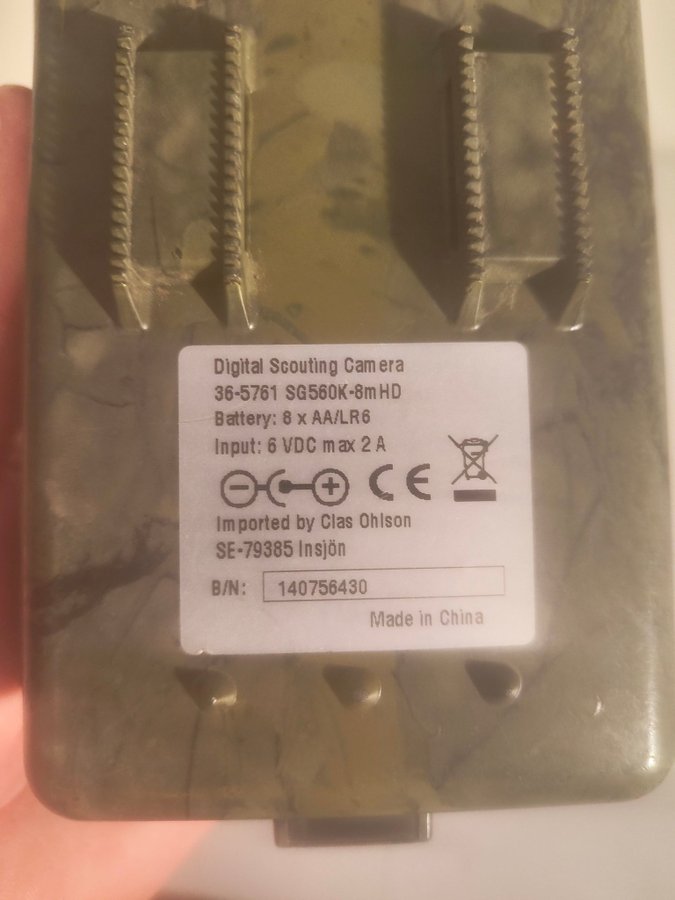 Digital Scouting Camera
36-5761 SG560K-8mHD
Battery: 8 x AA/LR6
Input: 6 VDC max 2 A
CE
Imported by Clas Ohlson
SE-79385 Insjön
B/N: 140756430
Made in China